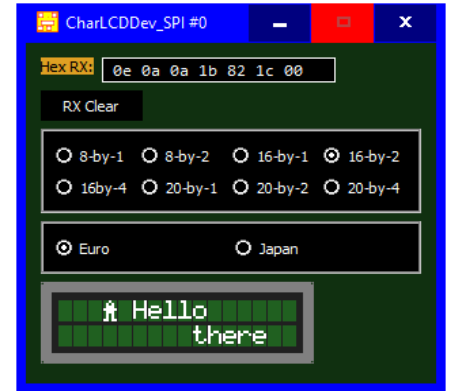 CharLCDDev_SPI #0
Hex RX: 0e 0a 0a 1b 82 1c 00
RX Clear
8-by-1 8-by-2 16-by-1 16-by-2
16by-4 20-by-1 20-by-2 20-by-4
Euro Japan
Hello
there